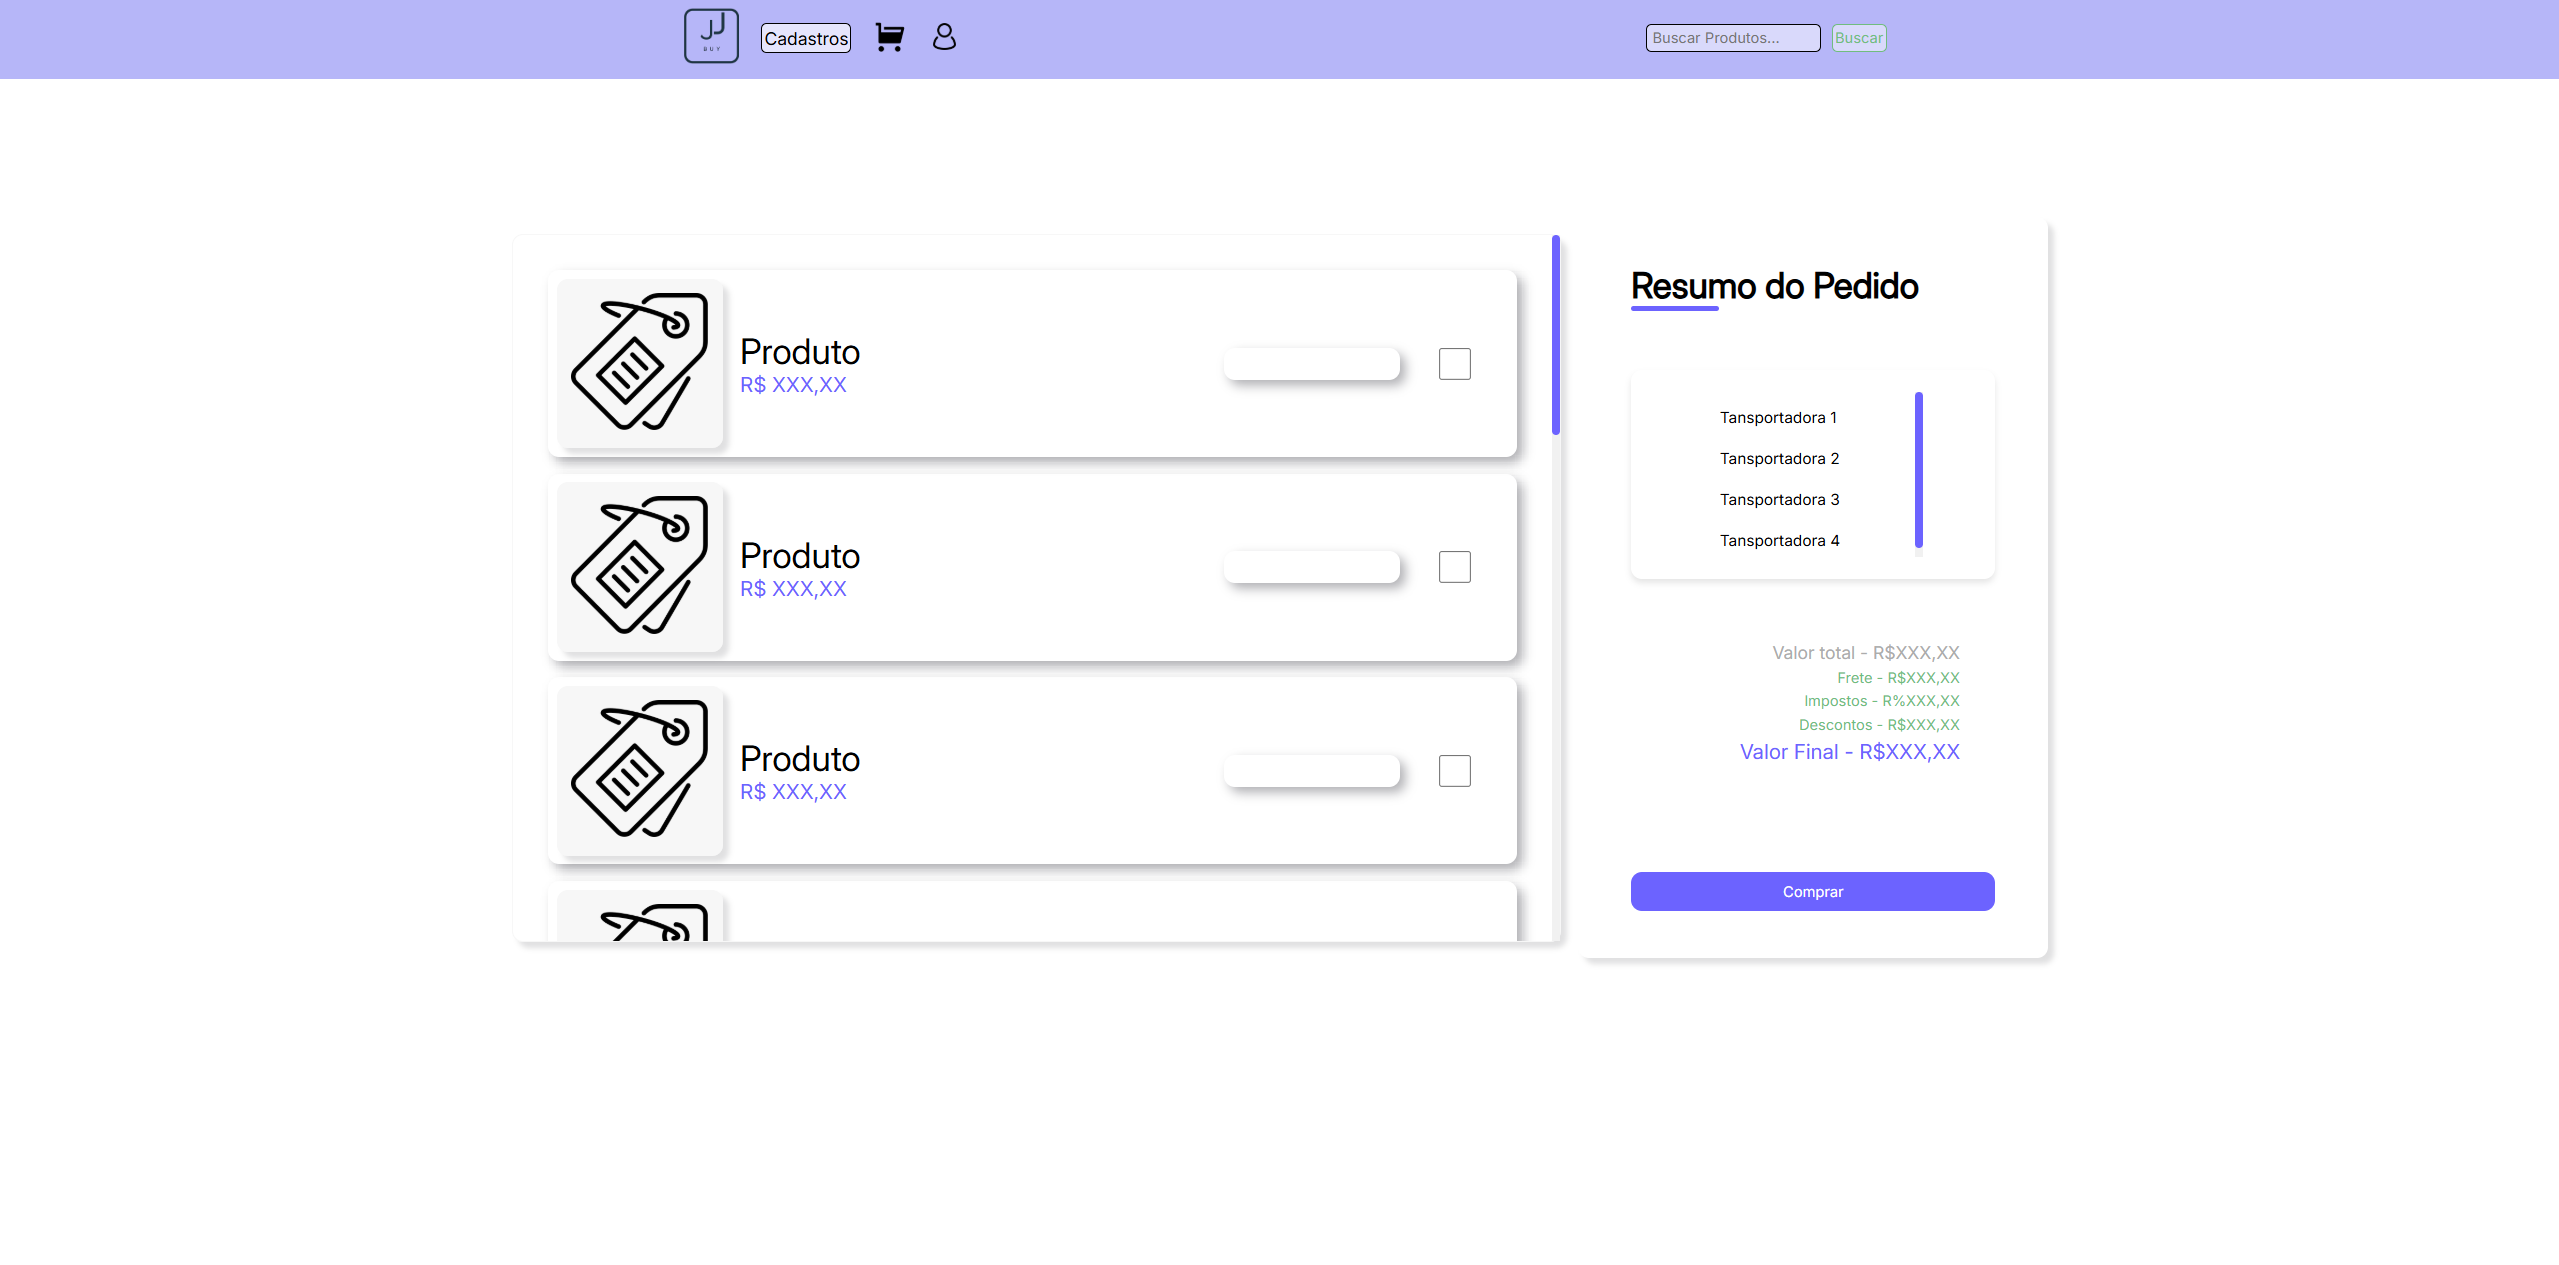 JJ
BUY
Cadastros
Buscar Produtos...
Buscar
Produto
R$ XXX,XX
Produto
R$ XXX,XX
Produto
R$ XXX,XX
Resumo do Pedido
Tansportadora 1
Tansportadora 2
Tansportadora 3
Tansportadora 4
Valor total - R$XXX,XX
Frete - R$XXX,XX
Impostos - R%XXX,XX
Descontos - R$XXX,XX
Valor Final - R$XXX,XX
Comprar